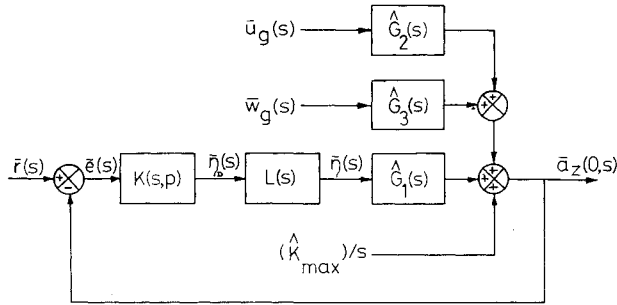 ū_g(s)
Ĝ_2(s)
w̄_g(s)
Ĝ_3(s)
r̄(s)
ē(s)
K(s,p)
η̄_p(s)
L(s)
η̄(s)
Ĝ_1(s)
ā_z(0,s)
(K̂_max)/s